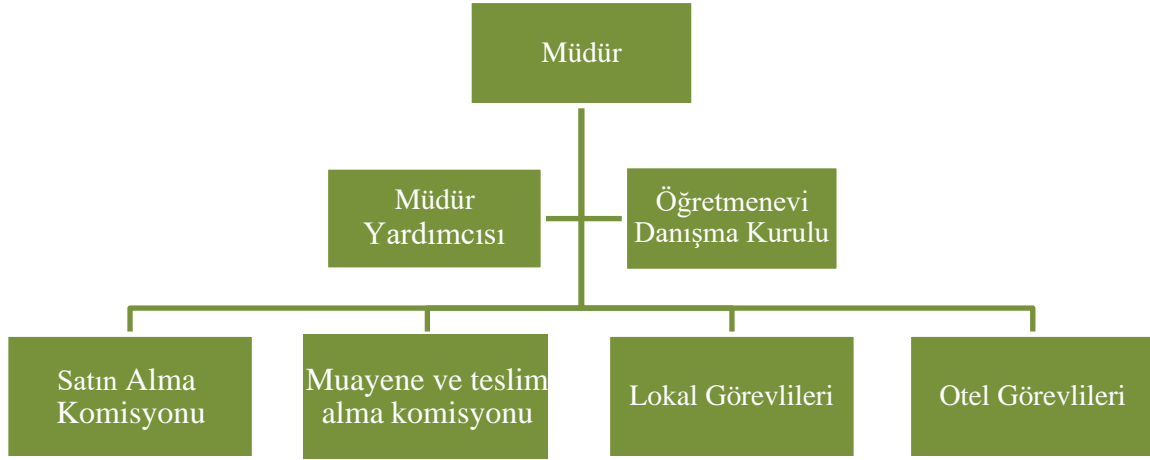 Müdür
Müdür
Yardımcısı
Öğretmenevi
Danışma Kurulu
Satın Alma
Komisyonu
Muayene ve teslim
alma komisyonu
Lokal Görevlileri
Otel Görevlileri